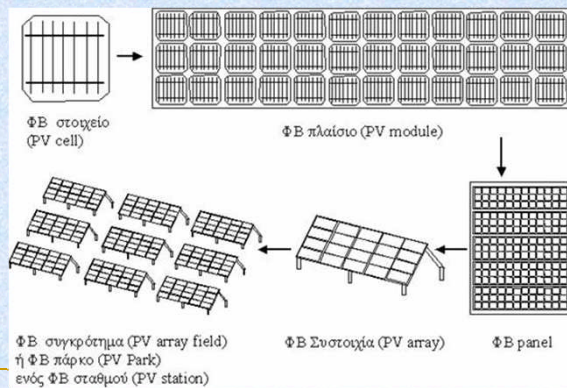 ΦΒ στοιχείο
(PV cell)
ΦΒ πλαίσιο (PV module)
ΦΒ συγκρότημα (PV array field)
ή ΦΒ πάρκο (PV Park)
ενός ΦΒ σταθμού (PV station)
ΦΒ Συστοιχία (PV array)
ΦΒ panel